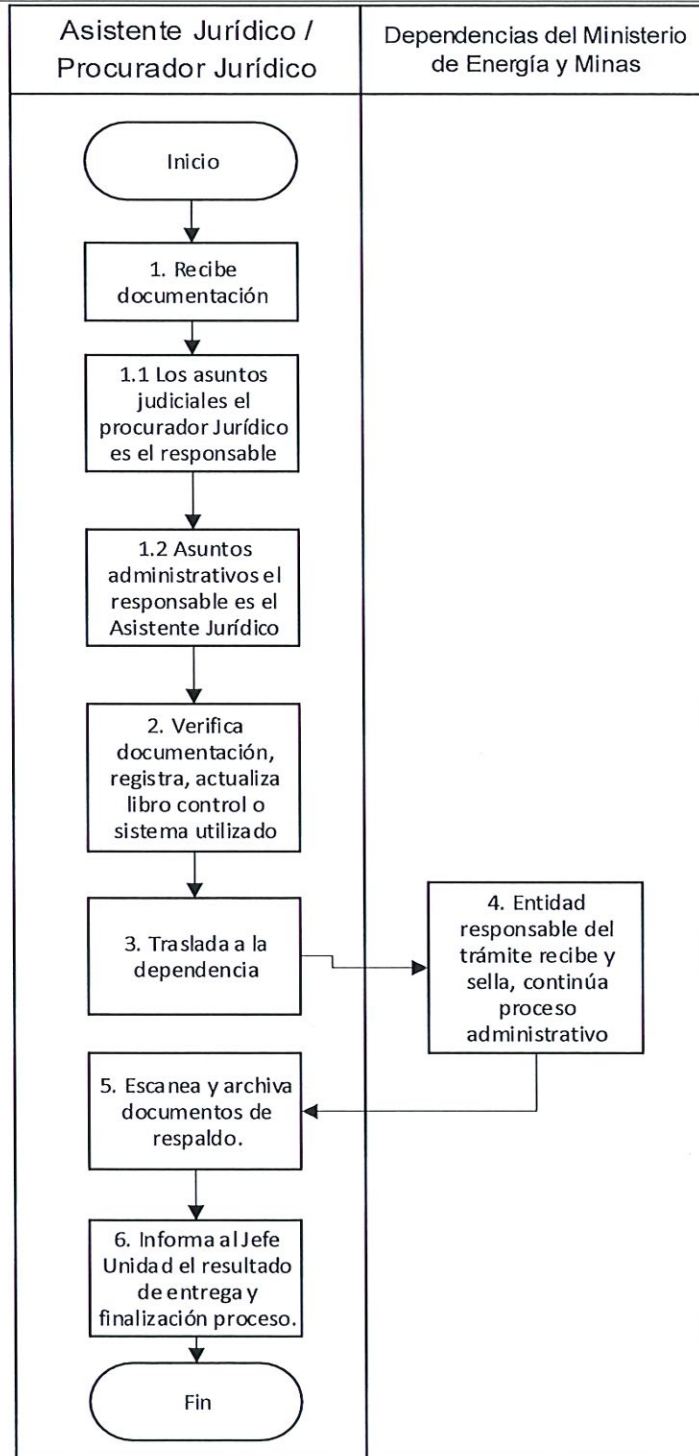 Asistente Jurídico /
Procurador Jurídico
Dependencias del Ministerio
de Energía y Minas
Inicio
1. Recibe
documentación
1.1 Los asuntos
judiciales el
procurador Jurídico
es el responsable
1.2 Asuntos
administrativos el
responsable es el
Asistente Jurídico
2. Verifica
documentación,
registra, actualiza
libro control o
sistema utilizado
3. Traslada a la
dependencia
4. Entidad
responsable del
trámite recibe y
sella, continúa
proceso
administrativo
5. Escanea y archiva
documentos de
respaldo.
6. Informa al Jefe
Unidad el resultado
de entrega y
finalización proceso.
Fin